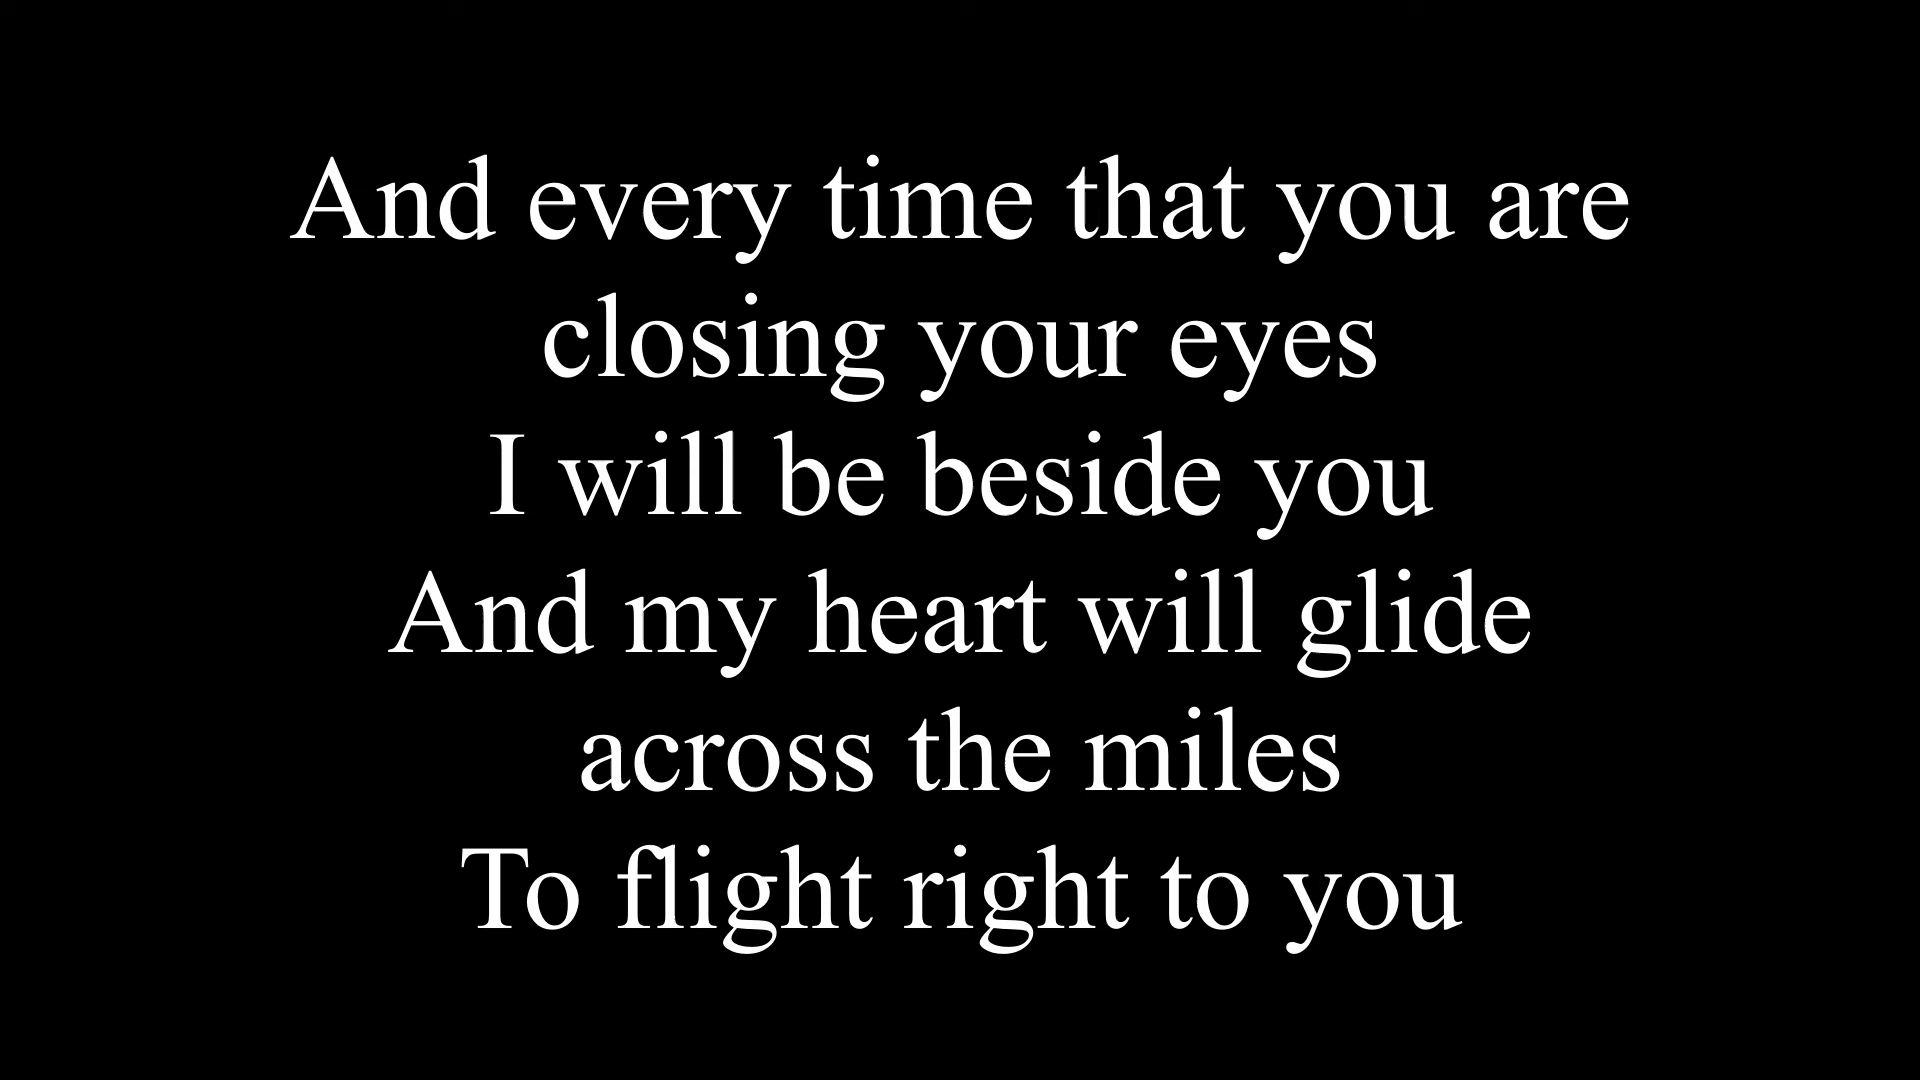 And every time that you are
closing your eyes
I will be beside you
And my heart will glide
across the miles
To flight right to you